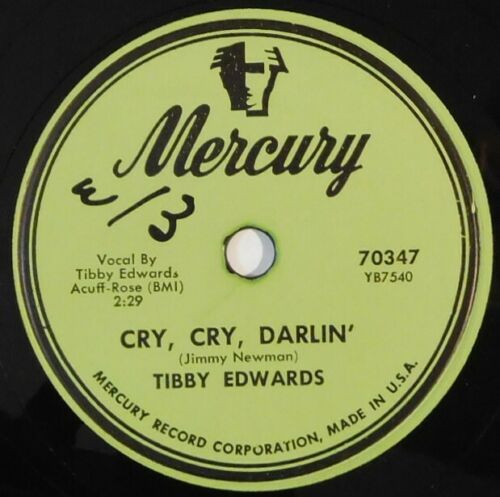 Mercury
w/3
Vocal By
Tibby Edwards
Acuff-Rose (BMI)
2:29
70347
YB7540
CRY, CRY, DARLIN'
(Jimmy Newman)
TIBBY EDWARDS
MERCURY RECORD CORPORATION, MADE IN U.S.A.